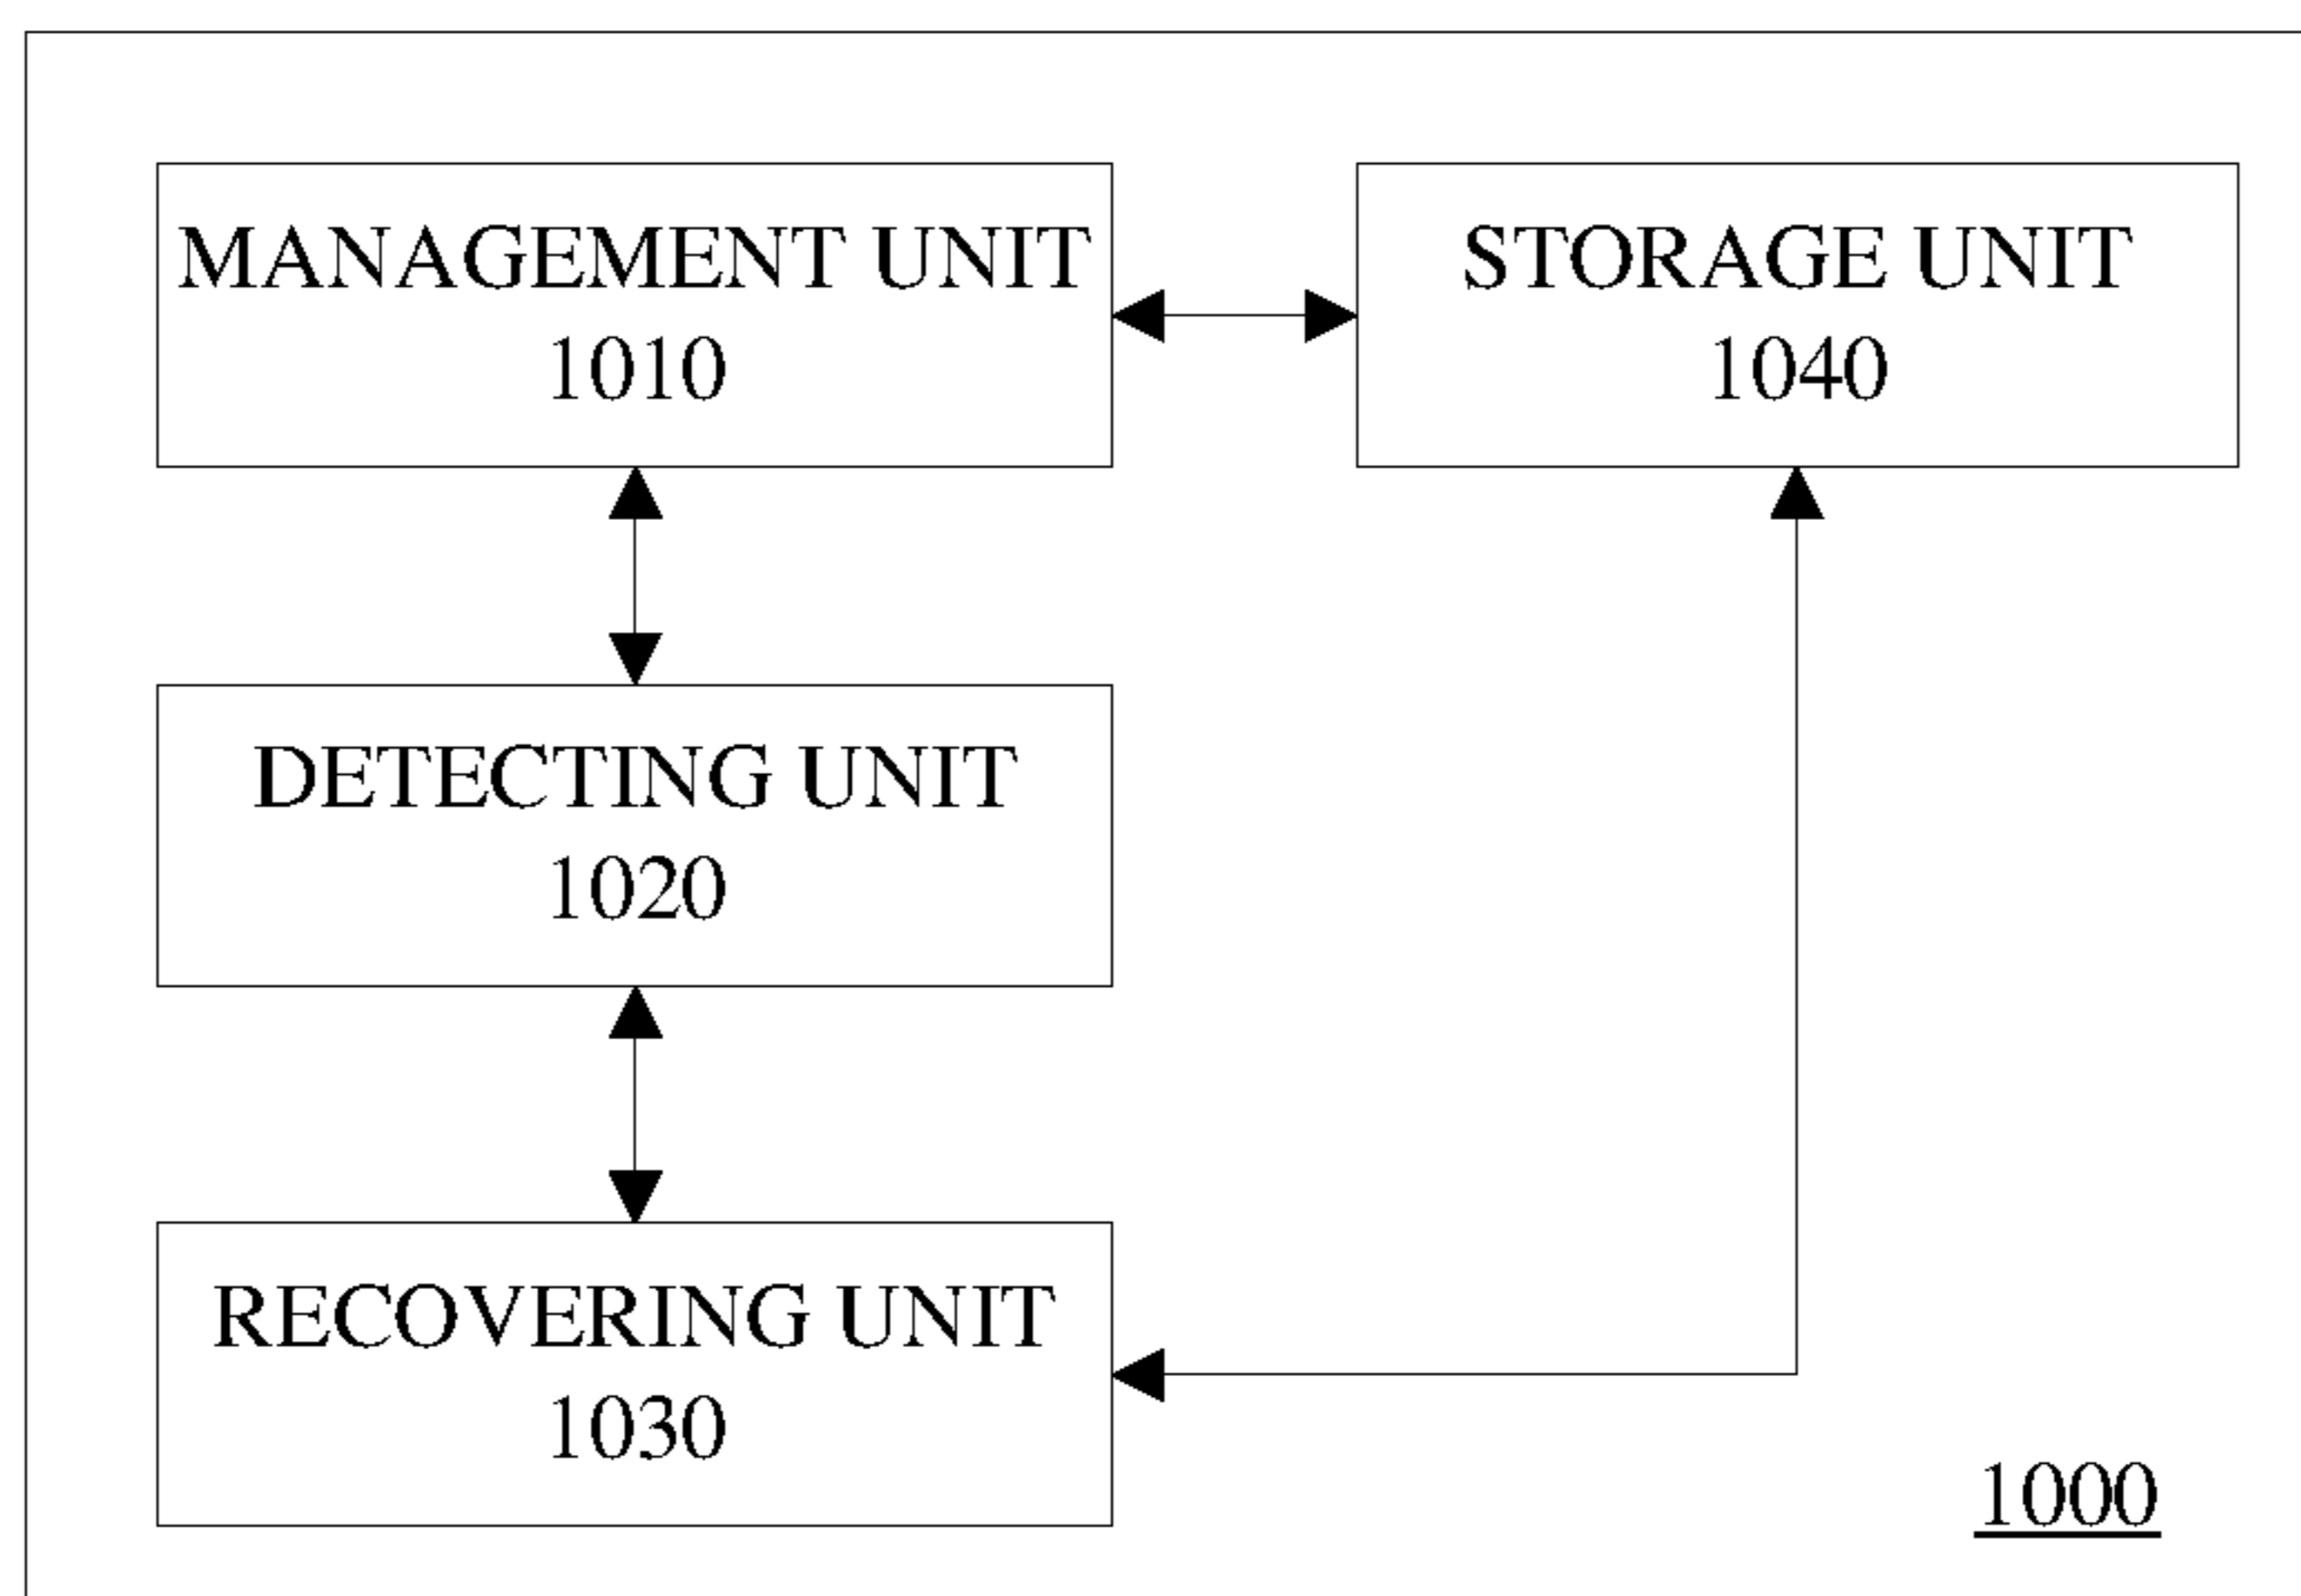 MANAGEMENT UNIT
1010
STORAGE UNIT
1040
DETECTING UNIT
1020
RECOVERING UNIT
1030
1000